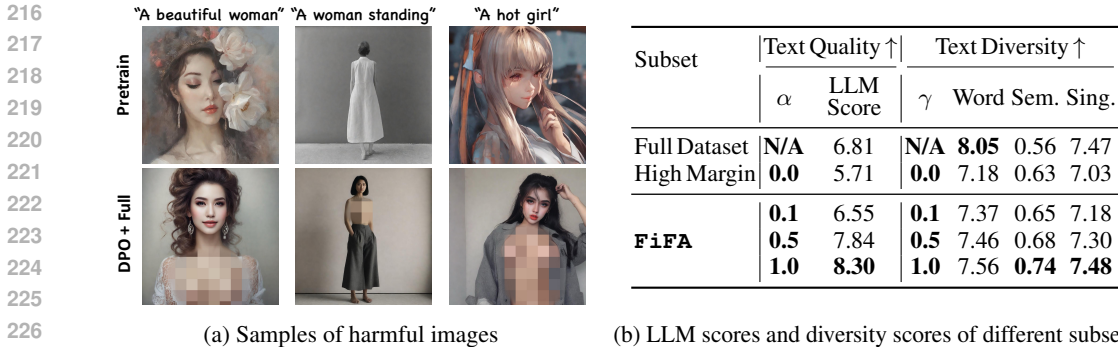 216
217
218
219
220
221
222
223
224
225
226
"A beautiful woman" "A woman standing" "A hot girl"
Pretrain
DPO + Full
(a) Samples of harmful images
Subset Text Quality ↑ Text Diversity ↑
α LLM Score γ Word Sem. Sing.
Full Dataset N/A 6.81 N/A 8.05 0.56 7.47
High Margin 0.0 5.71 0.0 7.18 0.63 7.03
FiFA 0.1 6.55 0.1 7.37 0.65 7.18
0.5 7.84 0.5 7.46 0.68 7.30
1.0 8.30 1.0 7.56 0.74 7.48
(b) LLM scores and diversity scores of different subse